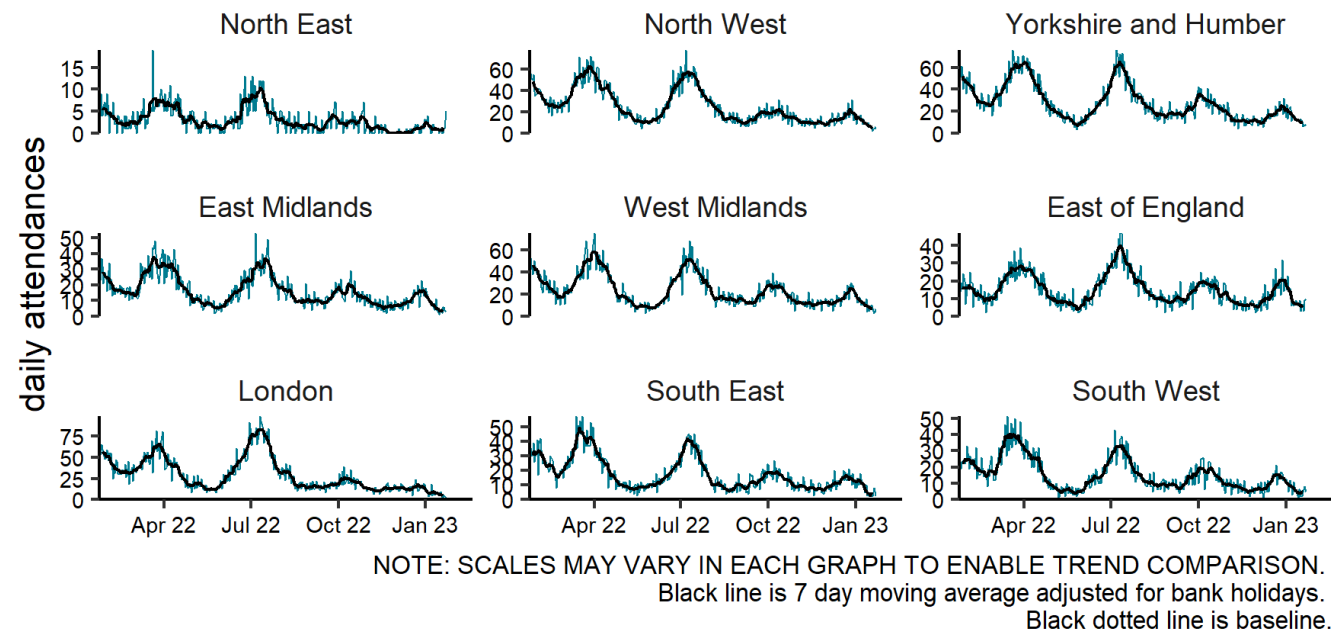 North East
North West
Yorkshire and Humber
15
10
5
0
60
40
20
0
60
40
20
0
daily attendances
East Midlands
West Midlands
East of England
50
40
30
20
10
0
60
40
20
0
40
30
20
10
0
London
South East
South West
75
50
25
0
50
40
30
20
10
0
50
40
30
20
10
0
Apr 22 Jul 22 Oct 22 Jan 23
Apr 22 Jul 22 Oct 22 Jan 23
Apr 22 Jul 22 Oct 22 Jan 23
NOTE: SCALES MAY VARY IN EACH GRAPH TO ENABLE TREND COMPARISON.
Black line is 7 day moving average adjusted for bank holidays.
Black dotted line is baseline.